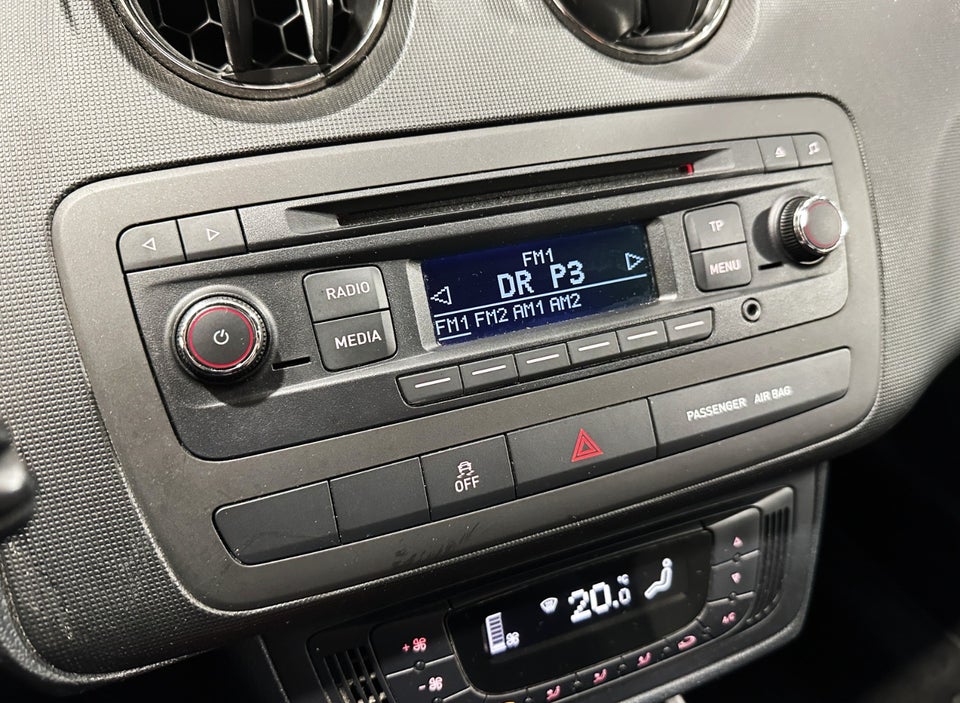 RADIO
MEDIA
FM1
DR P3
FM1 FM2 AM1 AM2
TP
MENU
OFF
PASSENGER AIR BAG
20.0 °C
+
-